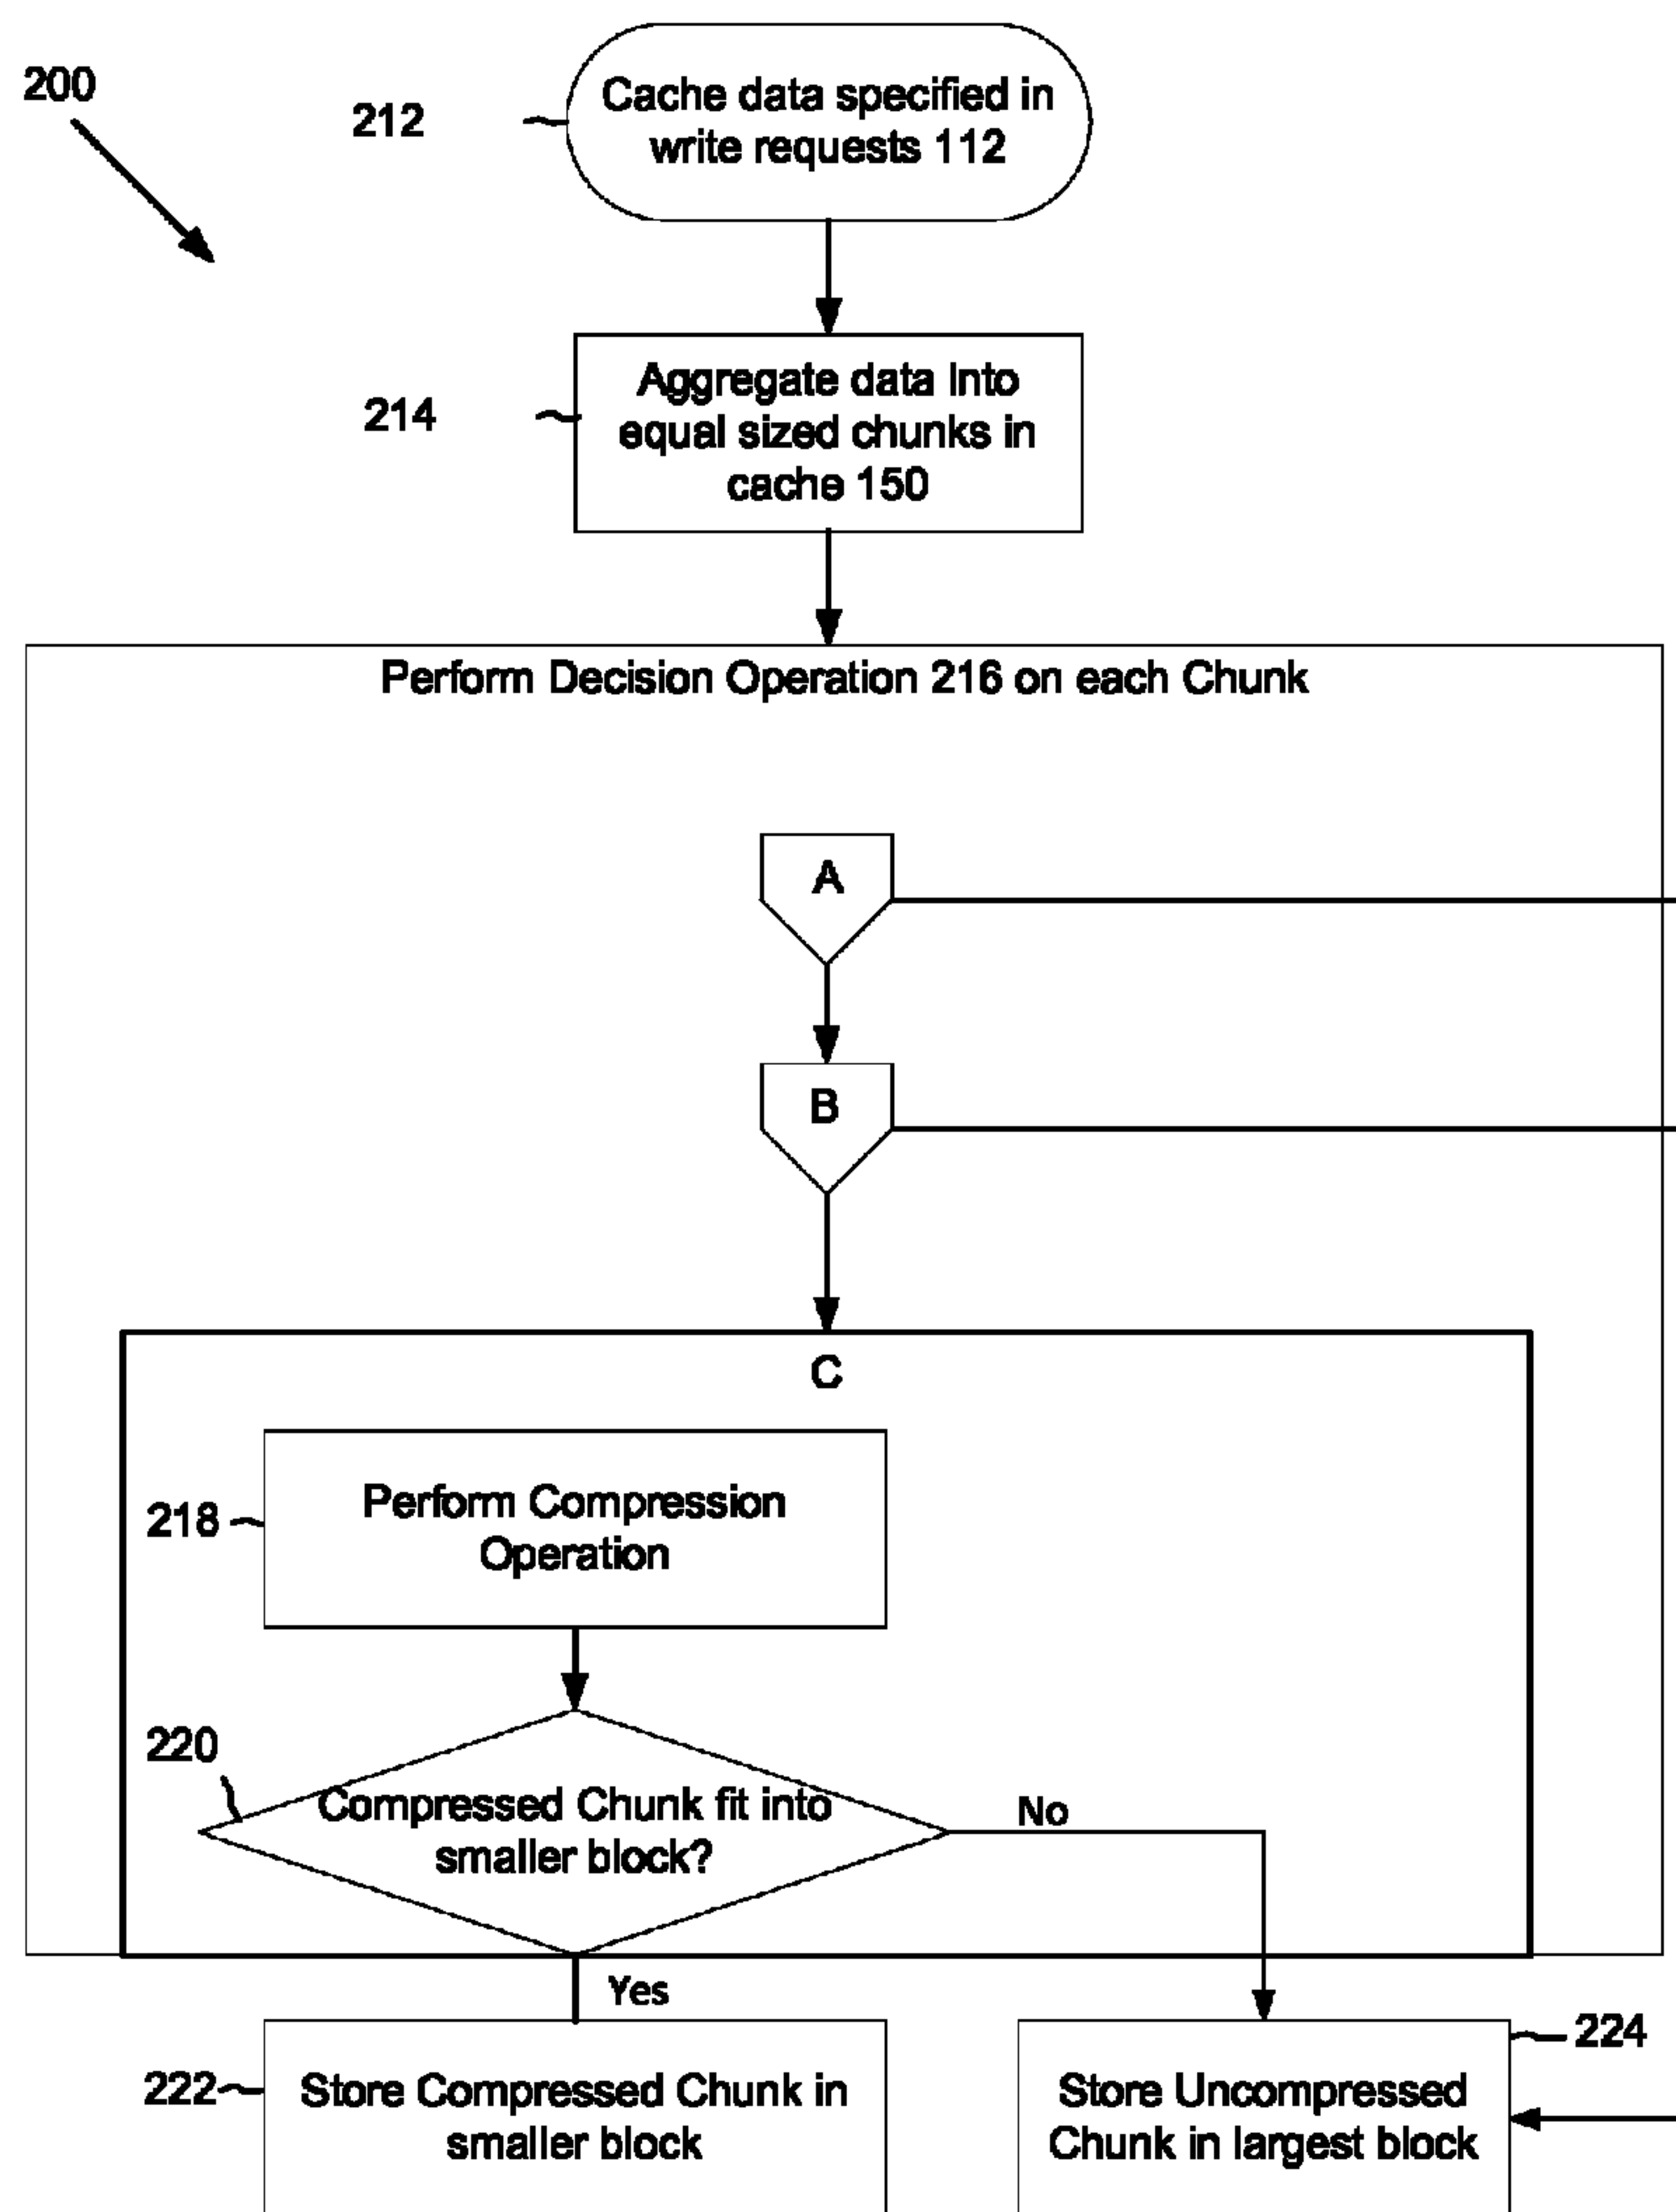 200
212
Cache data specified in
write requests 112
214
Aggregate data into
equal sized chunks in
cache 150
Perform Decision Operation 216 on each Chunk
A
B
C
218
Perform Compression
Operation
220
Compressed Chunk fit into
smaller block?
No
Yes
222
Store Compressed Chunk in
smaller block
224
Store Uncompressed
Chunk in largest block